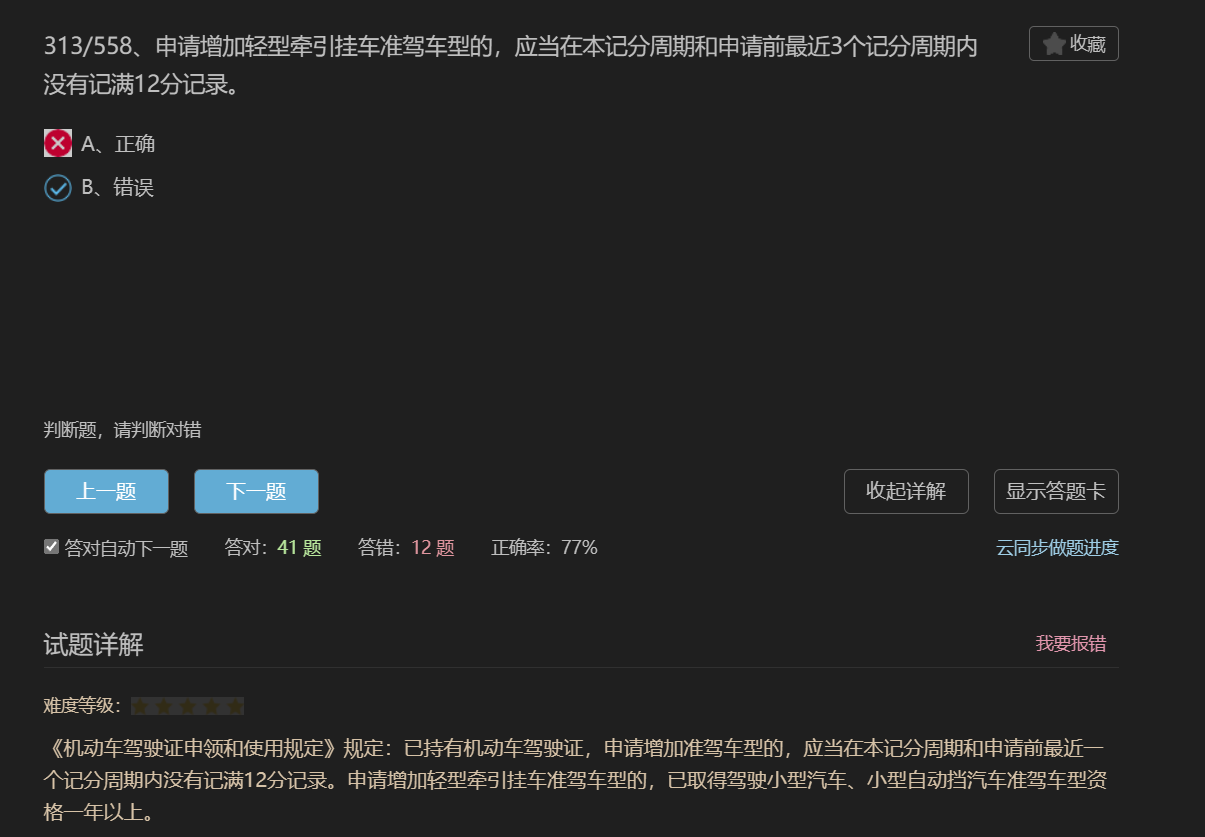 313/558、申请增加轻型牵引挂车准驾车型的，应当在本记分周期和申请前最近3个记分周期内
没有记满12分记录。
收藏
A、正确
B、错误
判断题，请判断对错
上一题
下一题
收起详解
显示答题卡
答对自动下一题 答对：41 题 答错：12 题 正确率：77%
云同步做题进度
试题详解
我要报错
难度等级：
《机动车驾驶证申领和使用规定》规定：已持有机动车驾驶证，申请增加准驾车型的，应当在本记分周期和申请前最近一
个记分周期内没有记满12分记录。申请增加轻型牵引挂车准驾车型的，已取得驾驶小型汽车、小型自动挡汽车准驾车型资
格一年以上。